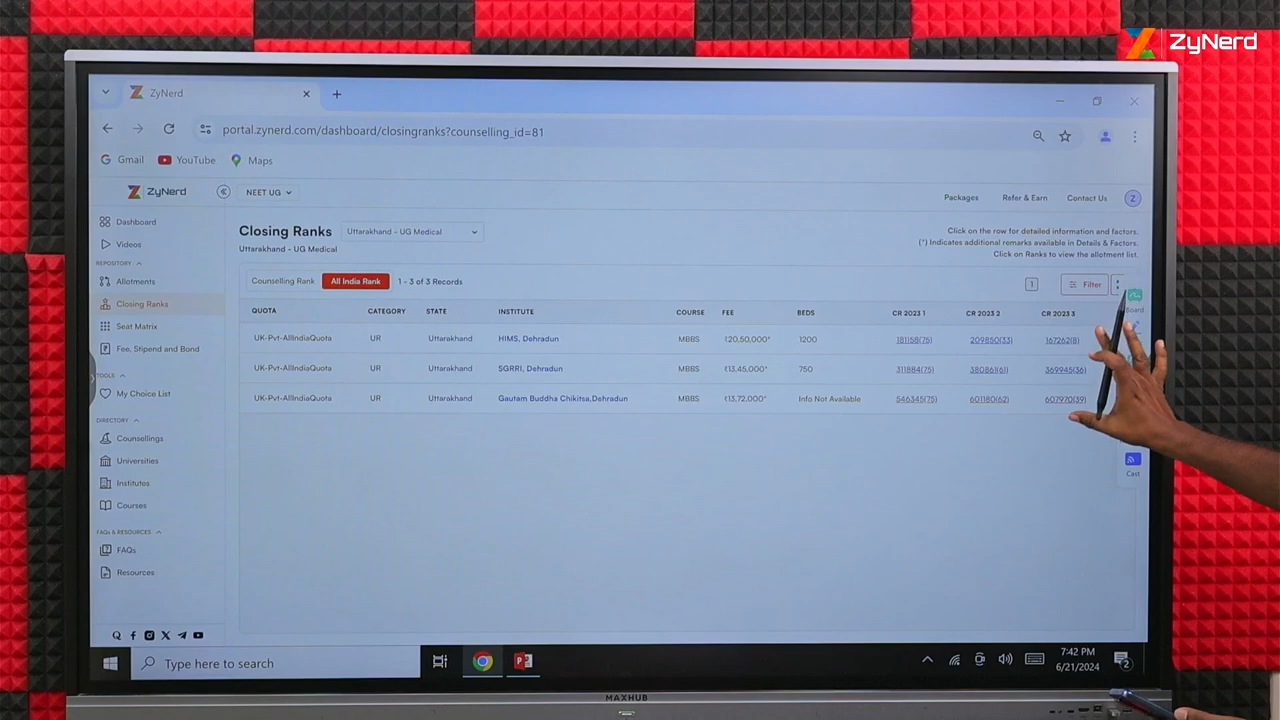 ZyNerd
ZyNerd
portal.zynerd.com/dashboard/closingranks?counselling_id=81
Gmail YouTube Maps
ZyNerd NEET UG Packages Refer & Earn Contact Us Z
Dashboard
Videos
REPOSITORY
Allotments
Closing Ranks
Seat Matrix
Fee, Stipend and Bond
TOOLS
My Choice List
DIRECTORY
Counsellings
Universities
Institutes
Courses
FAQs & RESOURCES
FAQs
Resources
Closing Ranks Uttarakhand - UG Medical
Uttarakhand - UG Medical
Click on the row for detailed information and factors.
(*) Indicates additional remarks available in Details & Factors.
Click on Ranks to view the allotment list.
Counselling Rank All India Rank 1 - 3 of 3 Records 1 Filter
QUOTA CATEGORY STATE INSTITUTE COURSE FEE BEDS CR 2023 1 CR 2023 2 CR 2023 3
UK-Pvt-AllIndiaQuota UR Uttarakhand HIMS, Dehradun MBBS ₹20,50,000* 1200 181158(75) 209850(33) 167262(8)
UK-Pvt-AllIndiaQuota UR Uttarakhand SGRRI, Dehradun MBBS ₹13,45,000* 750 311884(75) 380861(61) 369945(36)
UK-Pvt-AllIndiaQuota UR Uttarakhand Gautam Buddha Chikitsa,Dehradun MBBS ₹13,72,000* Info Not Available 546345(75) 601180(62) 607970(39)
Board
Cast
Type here to search
7:42 PM
6/21/2024
2
MAXHUB